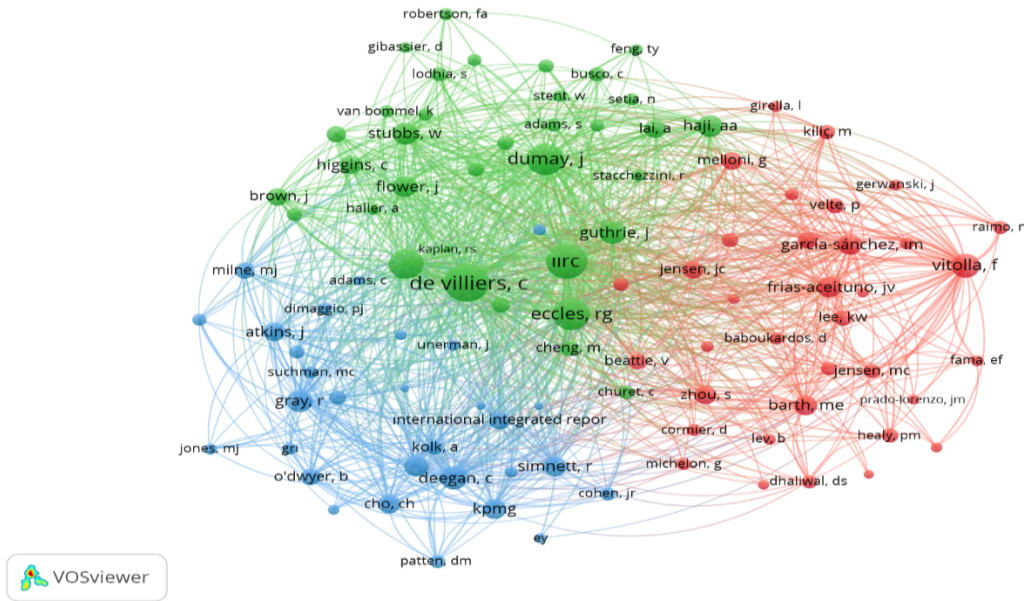 robertson, fa
gibassier, d
feng, ty
lodhia, s
busco, c
stent, w
setia, n
girella, l
van bommel, k
stubbs, w
adams, s
lai, a
haji, aa
kilic, m
dumay, j
melloni, g
higgins, c
stacchezzini, r
flower, j
gerwanski, j
brown, j
haller, a
velte, p
raimo, n
guthrie, j
garcía-sánchez, ım
kaplan, rs
iirc
vitolla, f
milne, mj
jensen, jc
adams, c
de villiers, c
frias-aceituno, jv
dimaggio, pj
eccles, rg
lee, kw
atkins, j
unerman, j
cheng, m
baboukardos, d
beattie, v
fama, ef
suchman, mc
jensen, mc
churet, c
zhou, s
gray, r
barth, me
prado-lorenzo, jm
international integrated repor
cormier, d
lev, b
healy, pm
jones, mj
gri
kolk, a
simnett, r
michelon, g
o'dwyer, b
deegan, c
dhaliwal, ds
cohen, jr
cho, ch
kpmg
ey
patten, dm
VOSviewer